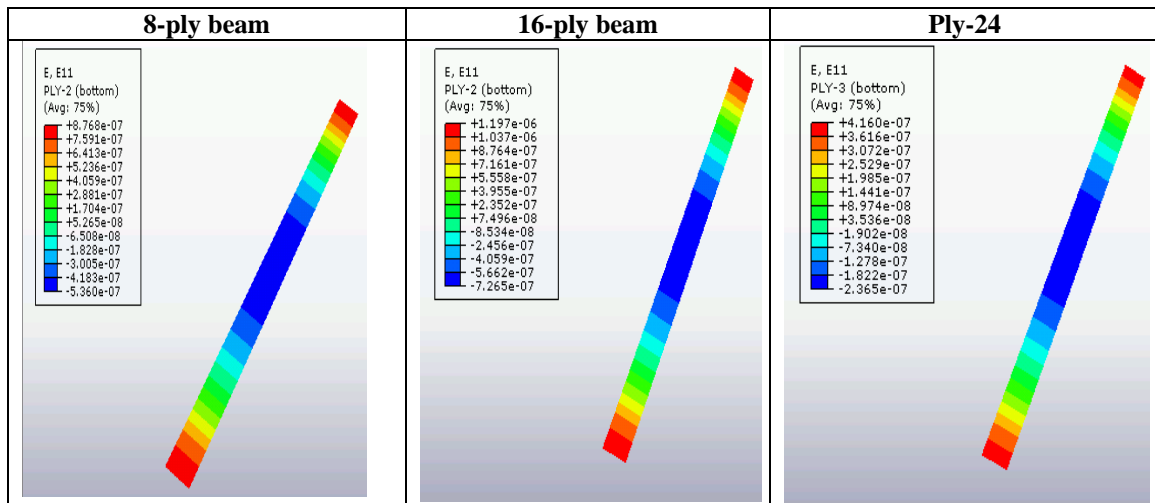 8-ply beam
16-ply beam
Ply-24
E, E11
PLY-2 (bottom)
(Avg: 75%)
+8.768e-07
+7.591e-07
+6.413e-07
+5.236e-07
+4.059e-07
+2.881e-07
+1.704e-07
+5.265e-08
-6.508e-08
-1.828e-07
-3.005e-07
-4.183e-07
-5.360e-07
E, E11
PLY-2 (bottom)
(Avg: 75%)
+1.197e-06
+1.037e-06
+8.764e-07
+7.161e-07
+5.558e-07
+3.955e-07
+2.352e-07
+7.496e-08
-8.534e-08
-2.456e-07
-4.059e-07
-5.662e-07
-7.265e-07
E, E11
PLY-3 (bottom)
(Avg: 75%)
+4.160e-07
+3.616e-07
+3.072e-07
+2.529e-07
+1.985e-07
+1.441e-07
+8.974e-08
+3.536e-08
-1.902e-08
-7.340e-08
-1.278e-07
-1.822e-07
-2.365e-07